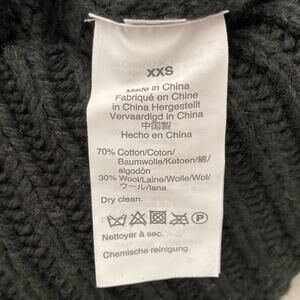 XXS
Made in China
Fabriqué en Chine
in China Hergestellt
Vervaardigd in China
中国製
Hecho en China
70% Cotton/Coton/
Baumwolle/Katoen/綿/
algodón
30% Wool/Laine/Wolle/Wol/
ウール/lana
Dry clean.
P
Nettoyer à sec.
Chemische reinigung.